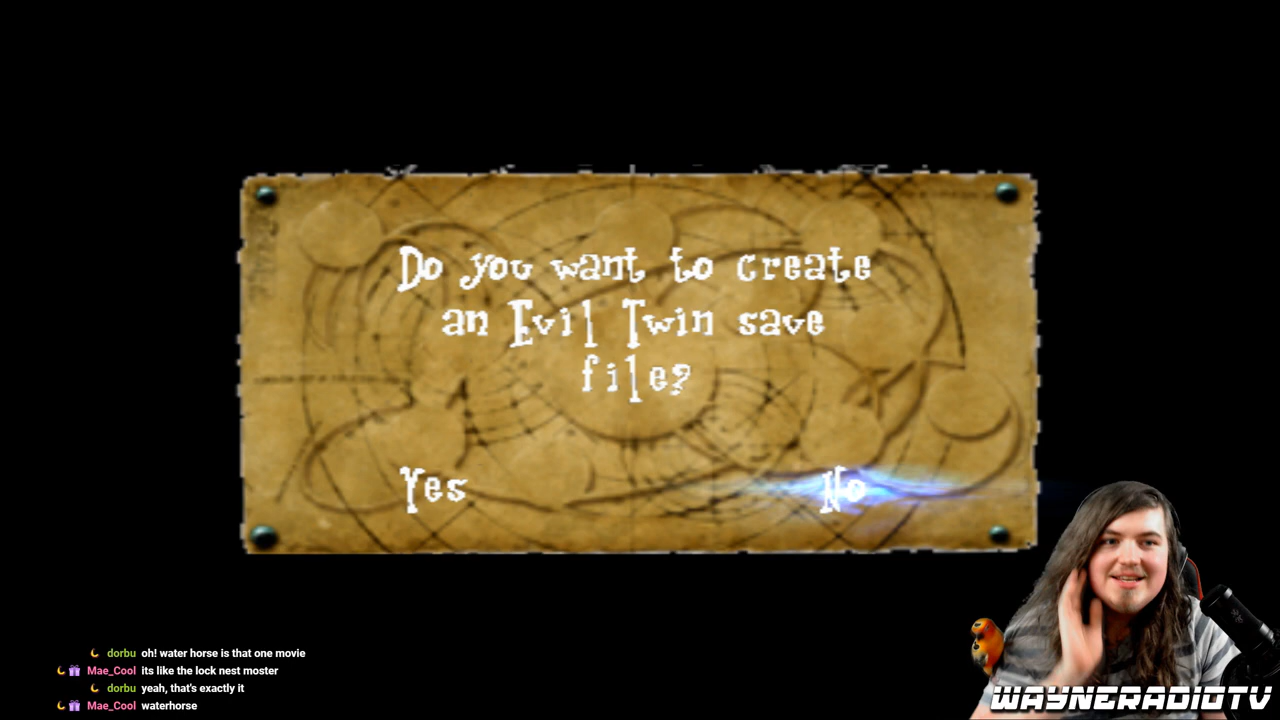 Do you want to create
an Evil Twin save
file?
Yes No
dorbu oh! water horse is that one movie
Mae_Cool its like the lock nest moster
dorbu yeah, that's exactly it
Mae_Cool waterhorse
WAYNERADIOTV